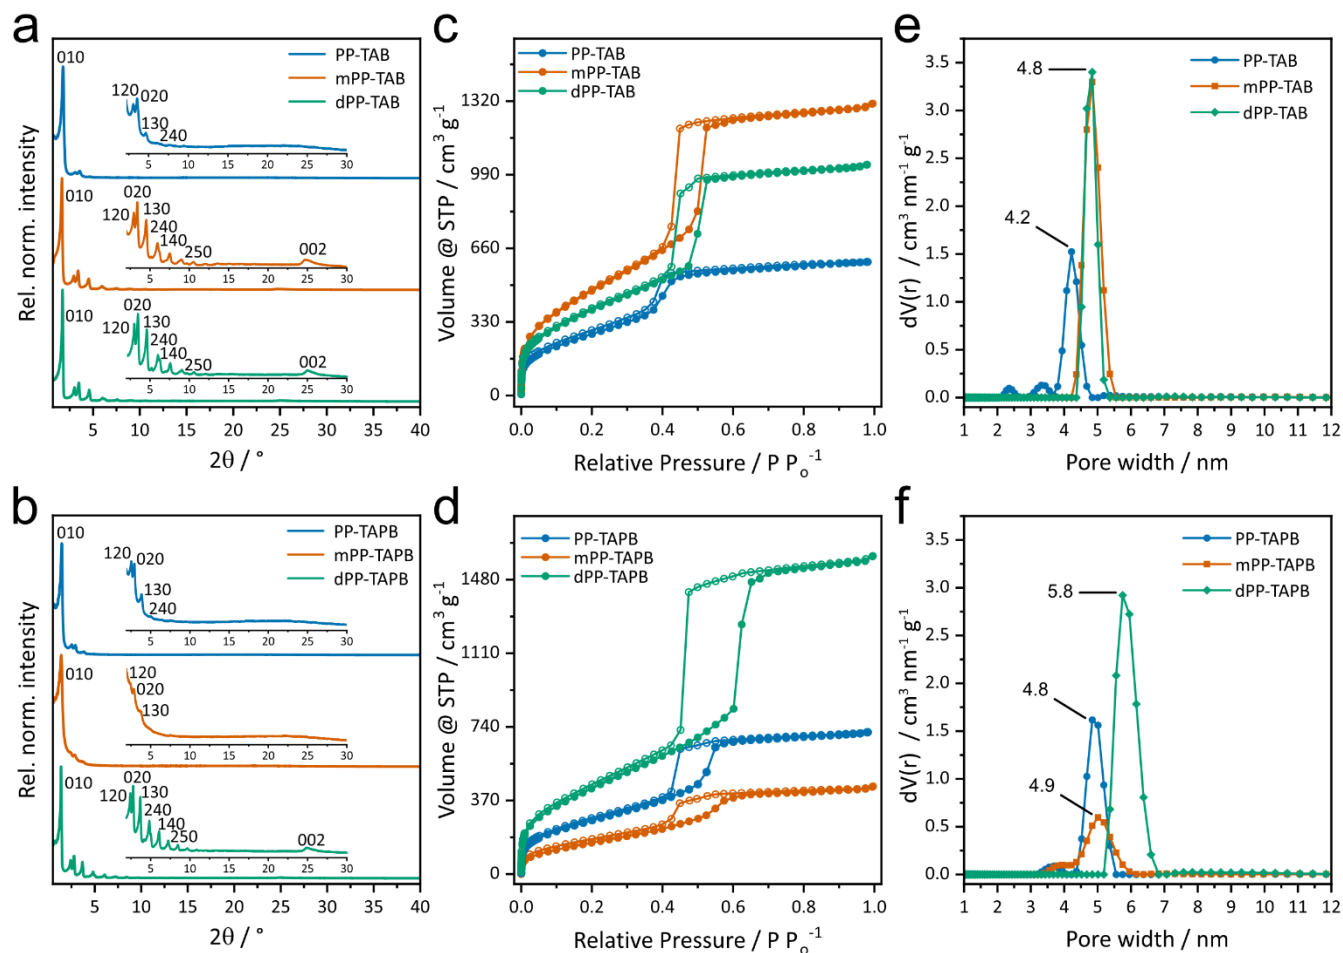 a
Rel. norm. intensity
010
PP-TAB
mPP-TAB
dPP-TAB
120 020
130
240
5 10 15 20 25 30
010
020
120 130
240
140
250
002
5 10 15 20 25 30
010
020
120 130
240
140
250
002
5 10 15 20 25 30
5 10 15 20 25 30 35 40
2θ / °
c
Volume @ STP / cm³ g⁻¹
PP-TAB
mPP-TAB
dPP-TAB
1320
990
660
330
0
0.0 0.2 0.4 0.6 0.8 1.0
Relative Pressure / P Pₒ⁻¹
e
dV(r) / cm³ nm⁻¹ g⁻¹
3.5
3.0
2.5
2.0
1.5
1.0
0.5
0.0
4.8
4.2
PP-TAB
mPP-TAB
dPP-TAB
1 2 3 4 5 6 7 8 9 10 11 12
Pore width / nm
b
Rel. norm. intensity
010
PP-TAPB
mPP-TAPB
dPP-TAPB
120 020
130
240
5 10 15 20 25 30
010
120
020
130
5 10 15 20 25 30
010
020
120 130
240
140
250
002
5 10 15 20 25 30
5 10 15 20 25 30 35 40
2θ / °
d
Volume @ STP / cm³ g⁻¹
PP-TAPB
mPP-TAPB
dPP-TAPB
1480
1110
740
370
0
0.0 0.2 0.4 0.6 0.8 1.0
Relative Pressure / P Pₒ⁻¹
f
dV(r) / cm³ nm⁻¹ g⁻¹
3.5
3.0
2.5
2.0
1.5
1.0
0.5
0.0
5.8
4.8
4.9
PP-TAPB
mPP-TAPB
dPP-TAPB
1 2 3 4 5 6 7 8 9 10 11 12
Pore width / nm